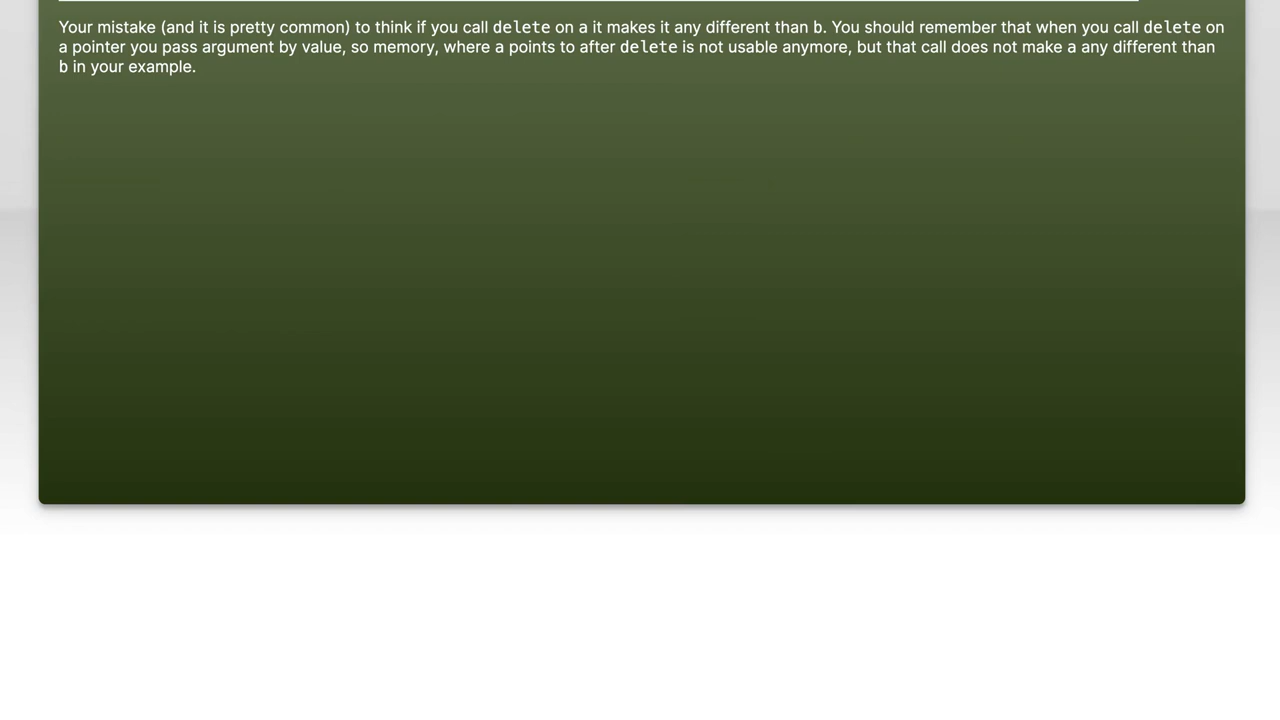 Your mistake (and it is pretty common) to think if you call delete on a it makes it any different than b. You should remember that when you call delete on
a pointer you pass argument by value, so memory, where a points to after delete is not usable anymore, but that call does not make a any different than
b in your example.